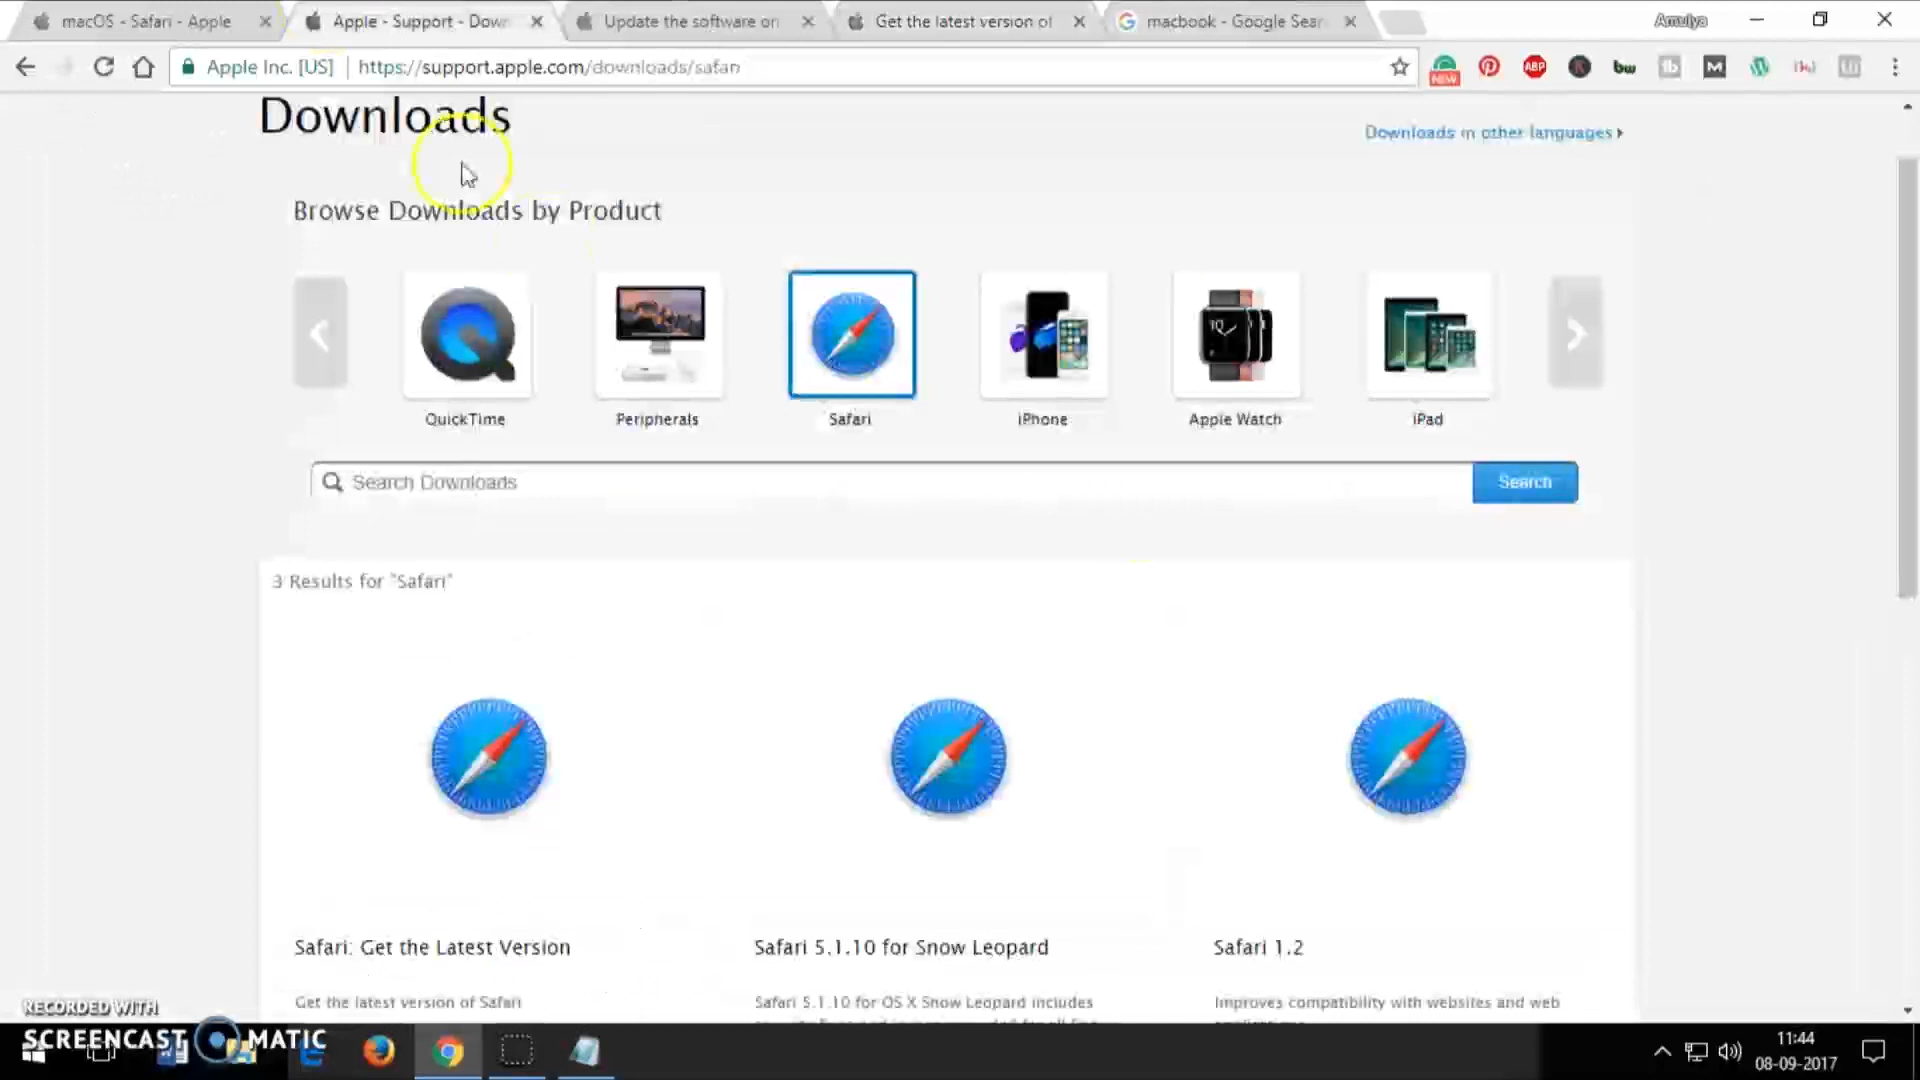 macOS - Safari - Apple
Apple - Support - Dow
Update the software on
Get the latest version of
macbook - Google Sear
Amulya
Apple Inc. [US]
https://support.apple.com/downloads/safari
NEW
ABP
K
bw
M
Downloads
Downloads in other languages
Browse Downloads by Product
QuickTime
Peripherals
Safari
iPhone
Apple Watch
iPad
Search Downloads
Search
3 Results for "Safari"
Safari: Get the Latest Version
Safari 5.1.10 for Snow Leopard
Safari 1.2
Get the latest version of Safari
Safari 5.1.10 for OS X Snow Leopard includes
Improves compatibility with websites and web
RECORDED WITH
SCREENCAST MATIC
11:44
08-09-2017